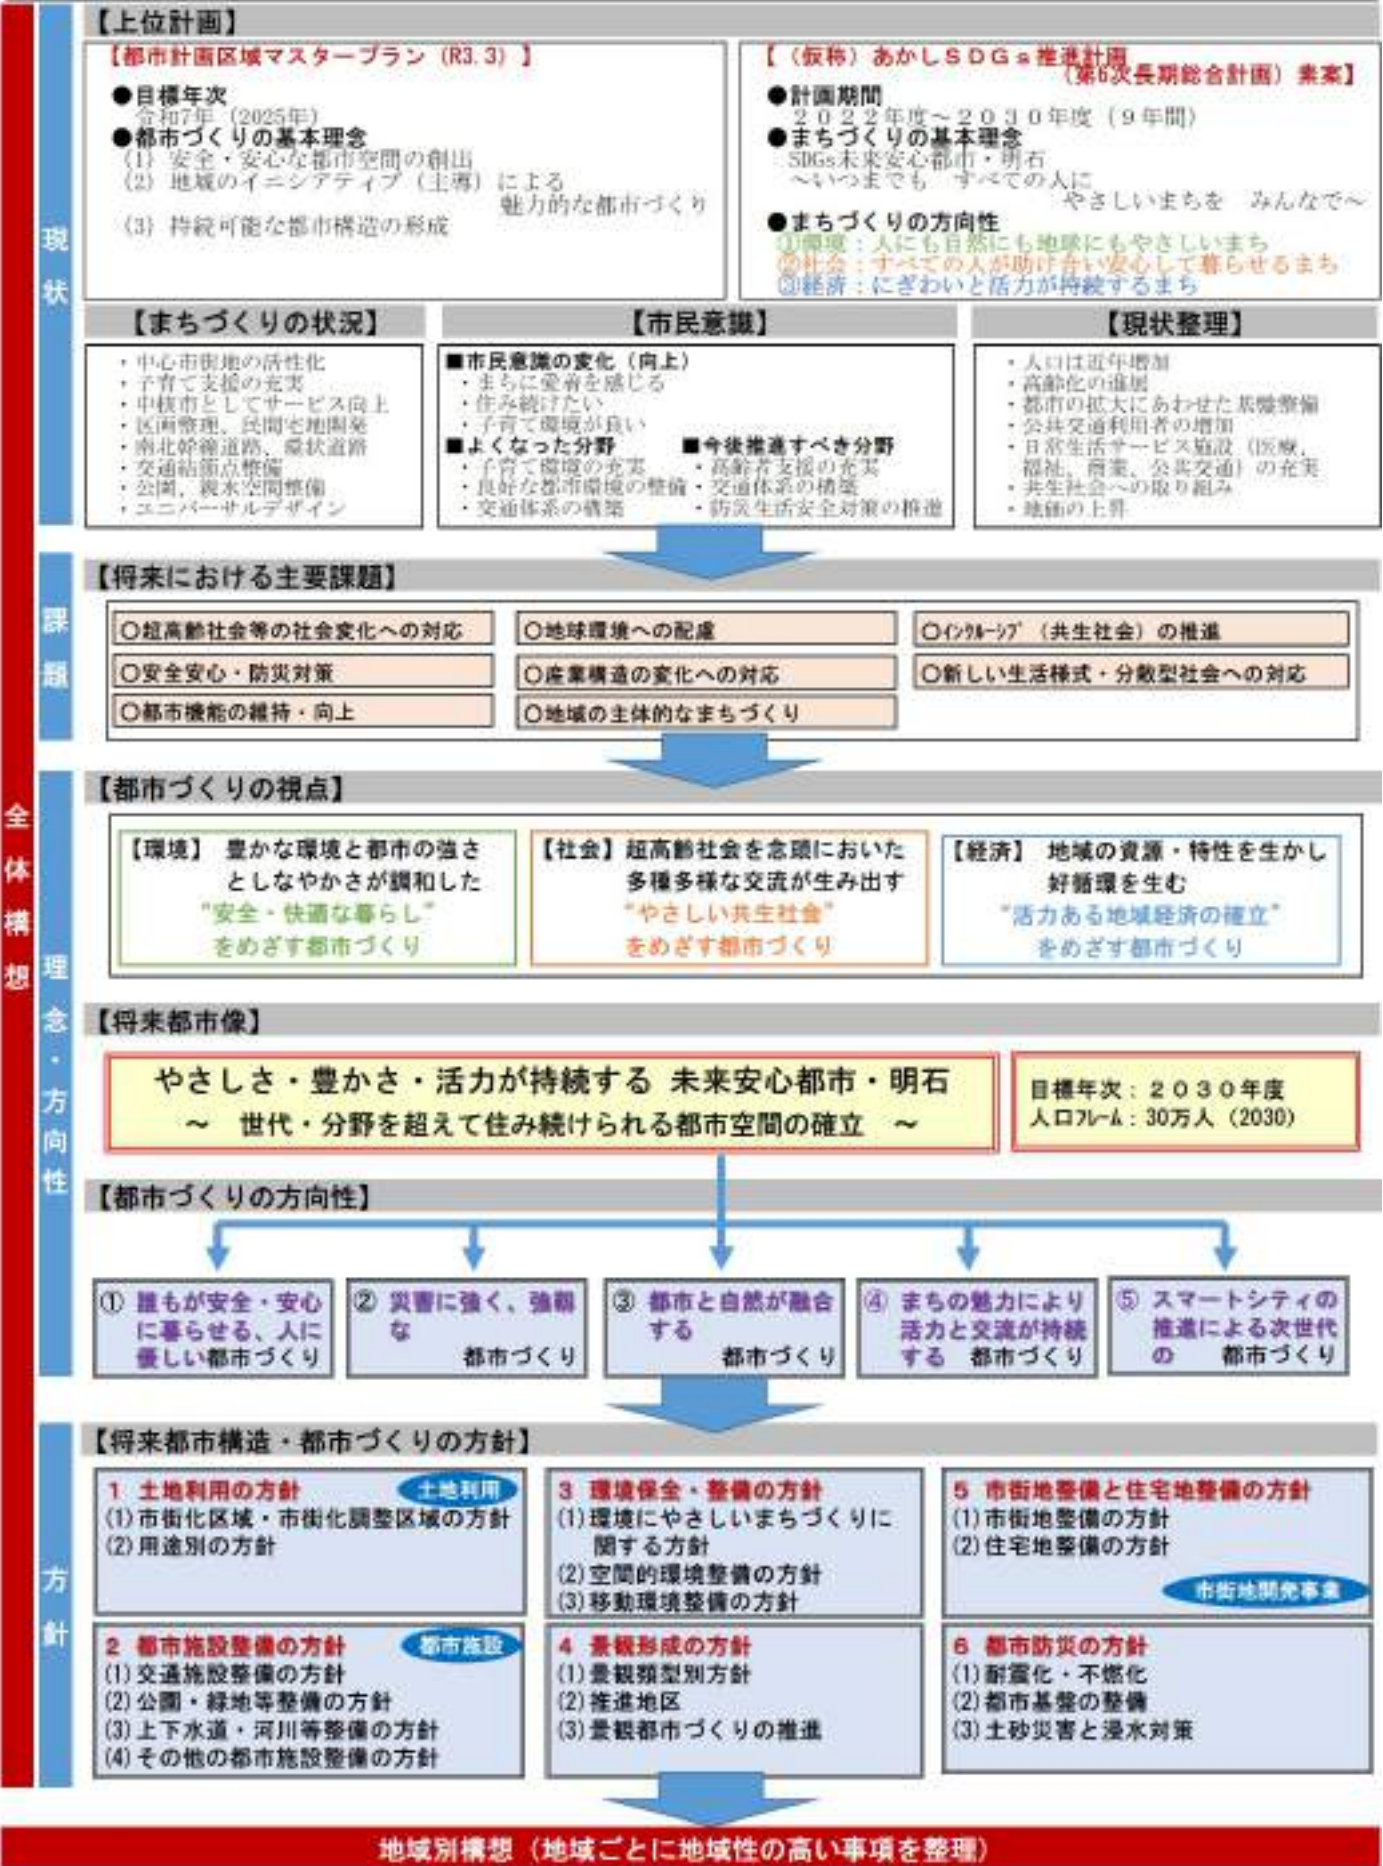 【上位計画】
【都市計画区域マスタープラン（R3.3）】
●目標年次
令和7年（2025年）
●都市づくりの基本理念
(1) 安全・安心な都市空間の創出
(2) 地域のイニシアティブ（主導）による
魅力的な都市づくり
(3) 持続可能な都市構造の形成
【（仮称）あかしＳＤＧｓ推進計画
（第6次長期総合計画）素案】
●計画期間
２０２２年度～２０３０年度（９年間）
●まちづくりの基本理念
SDGs未来安心都市・明石
～いつまでも　すべての人に
やさしいまちを　みんなで～
●まちづくりの方向性
①環境：人にも自然にも地球にもやさしいまち
②社会：すべての人が助け合い安心して暮らせるまち
③経済：にぎわいと活力が持続するまち
現状
【まちづくりの状況】
・中心市街地の活性化
・子育て支援の充実
・中核市としてサービス向上
・区画整理、民間宅地開発
・南北幹線道路、環状道路
・交通結節点整備
・公園、親水空間整備
・ユニバーサルデザイン
【市民意識】
■市民意識の変化（向上）
・まちに愛着を感じる
・住み続けたい
・子育て環境が良い
■よくなった分野
・子育て環境の充実
・良好な都市環境の整備
・交通体系の構築
■今後推進すべき分野
・高齢者支援の充実
・交通体系の構築
・防災生活安全対策の推進
【現状整理】
・人口は近年増加
・高齢化の進展
・都市の拡大にあわせた基盤整備
・公共交通利用者の増加
・日常生活サービス施設（医療、
福祉、商業、公共交通）の充実
・共生社会への取り組み
・地価の上昇
課題
【将来における主要課題】
〇超高齢社会等の社会変化への対応
〇地球環境への配慮
〇ｲﾝｸﾙｰｼﾌﾞ（共生社会）の推進
〇安全安心・防災対策
〇産業構造の変化への対応
〇新しい生活様式・分散型社会への対応
〇都市機能の維持・向上
〇地域の主体的なまちづくり
全体構想
理念・方向性
【都市づくりの視点】
【環境】 豊かな環境と都市の強さ
としなやかさが調和した
“安全・快適な暮らし”
をめざす都市づくり
【社会】超高齢社会を念頭においた
多種多様な交流が生み出す
“やさしい共生社会”
をめざす都市づくり
【経済】 地域の資源・特性を生かし
好循環を生む
“活力ある地域経済の確立”
をめざす都市づくり
【将来都市像】
やさしさ・豊かさ・活力が持続する 未来安心都市・明石
～　世代・分野を超えて住み続けられる都市空間の確立　～
目標年次：２０３０年度
人口ﾌﾚｰﾑ：30万人（2030）
【都市づくりの方向性】
① 誰もが安全・安心
に暮らせる、人に
優しい都市づくり
② 災害に強く、強靱
な
都市づくり
③ 都市と自然が融合
する
都市づくり
④ まちの魅力により
活力と交流が持続
する 都市づくり
⑤ スマートシティの
推進による次世代
の 都市づくり
方針
【将来都市構造・都市づくりの方針】
1 土地利用の方針
土地利用
(1)市街化区域・市街化調整区域の方針
(2)用途別の方針
2 都市施設整備の方針
都市施設
(1)交通施設整備の方針
(2)公園・緑地等整備の方針
(3)上下水道・河川等整備の方針
(4)その他の都市施設整備の方針
3 環境保全・整備の方針
(1)環境にやさしいまちづくりに
関する方針
(2)空間的環境整備の方針
(3)移動環境整備の方針
4 景観形成の方針
(1)景観類型別方針
(2)推進地区
(3)景観都市づくりの推進
5 市街地整備と住宅地整備の方針
(1)市街地整備の方針
(2)住宅地整備の方針
市街地開発事業
6 都市防災の方針
(1)耐震化・不燃化
(2)都市基盤の整備
(3)土砂災害と浸水対策
地域別構想（地域ごとに地域性の高い事項を整理）